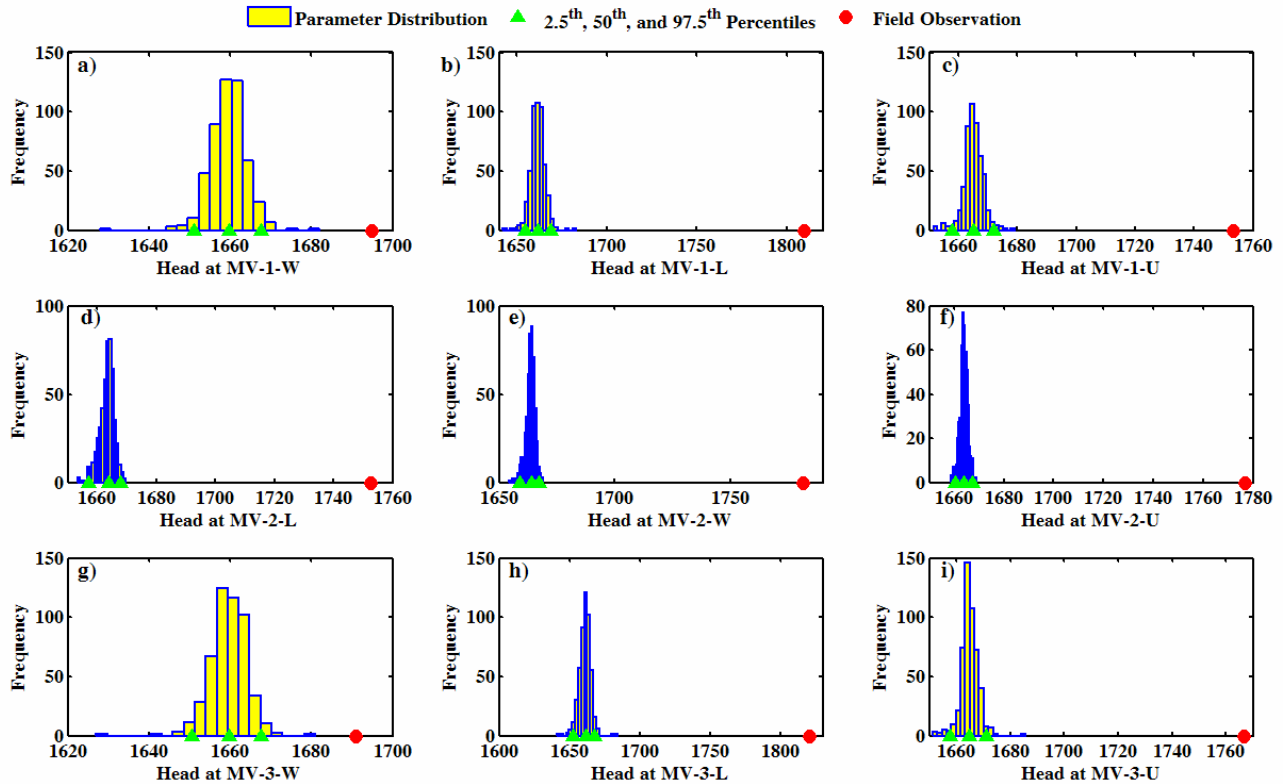 Parameter Distribution 2.5th, 50th, and 97.5th Percentiles Field Observation
a)
150
100
50
0
Frequency
1620 1640 1660 1680 1700
Head at MV-1-W
b)
150
100
50
0
Frequency
1650 1700 1750 1800
Head at MV-1-L
c)
150
100
50
0
Frequency
1660 1680 1700 1720 1740 1760
Head at MV-1-U
d)
100
50
0
Frequency
1660 1680 1700 1720 1740 1760
Head at MV-2-L
e)
100
50
0
Frequency
1650 1700 1750
Head at MV-2-W
f)
80
60
40
20
0
Frequency
1660 1680 1700 1720 1740 1760 1780
Head at MV-2-U
g)
150
100
50
0
Frequency
1620 1640 1660 1680 1700
Head at MV-3-W
h)
150
100
50
0
Frequency
1600 1650 1700 1750 1800
Head at MV-3-L
i)
150
100
50
0
Frequency
1660 1680 1700 1720 1740 1760
Head at MV-3-U